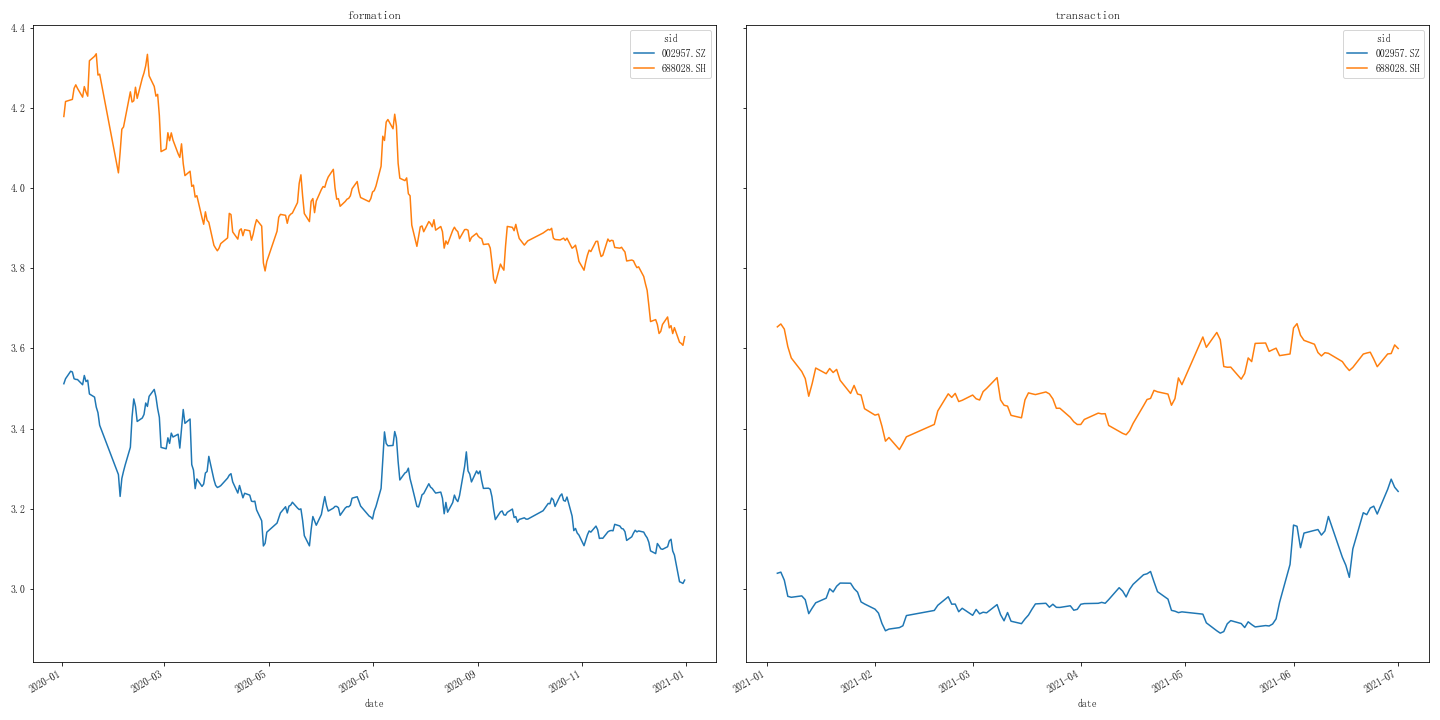 formation
sid
002957.SZ
688028.SH
4.4
4.2
4.0
3.8
3.6
3.4
3.2
3.0
2020-01
2020-03
2020-05
2020-07
2020-09
2020-11
2021-01
date
transaction
sid
002957.SZ
688028.SH
2021-01
2021-02
2021-03
2021-04
2021-05
2021-06
2021-07
date